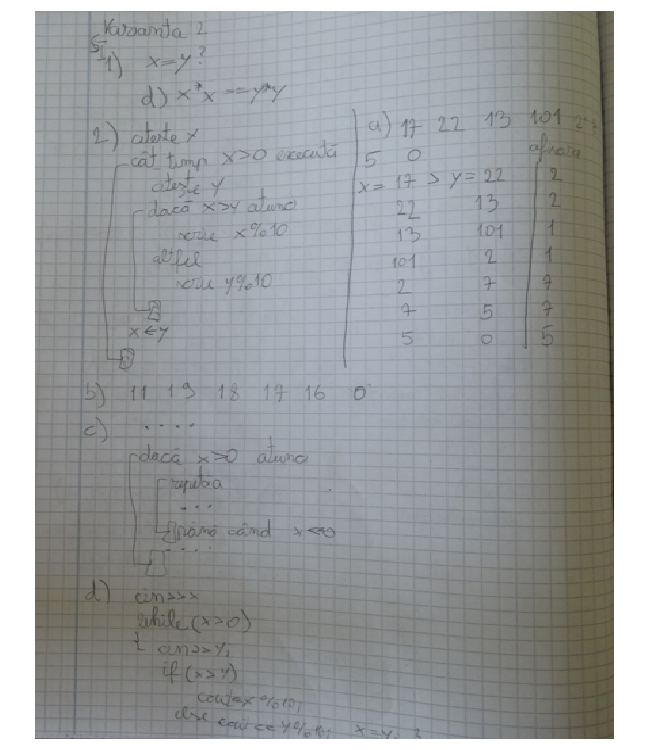 Varianta 2
SI
1) x=y?
d) x*x==y*y
2) citește x
cât timp x>0 execută
citește y
dacă x>y atunci
scrie x%10
altfel
scrie y%10
x←y
a) 17 22 13 101 2 7
5 0 afișează
x= 17 > y= 22 2
22 13 2
13 101 1
101 2 1
2 7 7
7 5 7
5 0 5
b) 11 19 18 17 16 0
c) ....
dacă x>0 atunci
repetă
...
până când x<=0
....
d) cin>>x
while(x>0)
{ cin>>y;
if(x>y)
cout<<x%10;
else cout<<y%10; x=y;